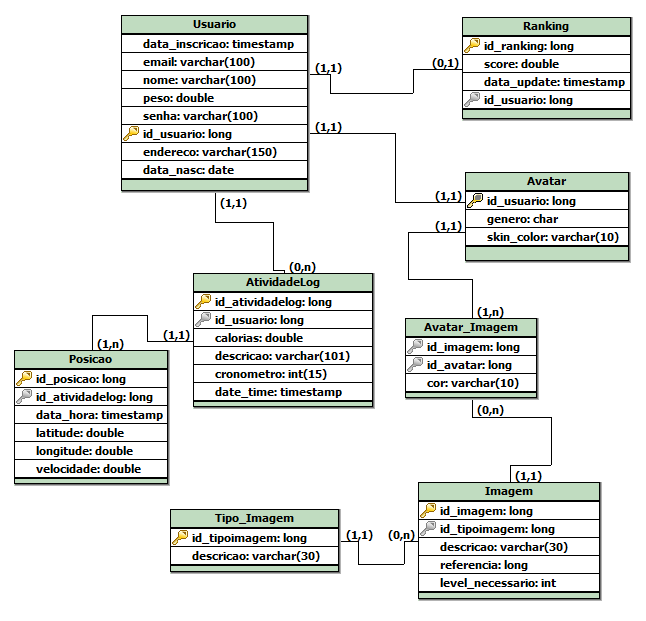 Usuario
data_inscricao: timestamp
email: varchar(100)
nome: varchar(100)
peso: double
senha: varchar(100)
id_usuario: long
endereco: varchar(150)
data_nasc: date
(1,1)
(0,1)
Ranking
id_ranking: long
score: double
data_update: timestamp
id_usuario: long
(1,1)
(1,1)
Avatar
id_usuario: long
genero: char
skin_color: varchar(10)
(1,1)
(1,1)
(0,n)
AtividadeLog
id_atividadelog: long
id_usuario: long
calorias: double
descricao: varchar(101)
cronometro: int(15)
date_time: timestamp
(1,n)
Avatar_Imagem
id_imagem: long
id_avatar: long
cor: varchar(10)
(1,1)
(1,n)
Posicao
id_posicao: long
id_atividadelog: long
data_hora: timestamp
latitude: double
longitude: double
velocidade: double
(0,n)
(1,1)
Imagem
id_imagem: long
id_tipoimagem: long
descricao: varchar(30)
referencia: long
level_necessario: int
Tipo_Imagem
id_tipoimagem: long
descricao: varchar(30)
(1,1)
(0,n)